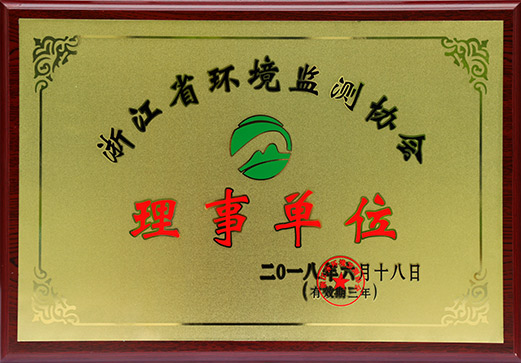 浙江省环境监测协会
理事单位
二〇一八年六月十八日
(有效期三年)